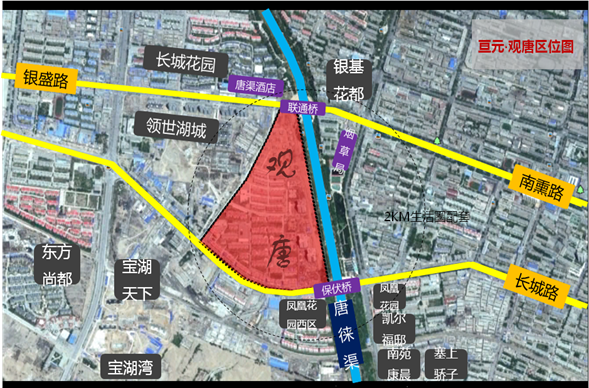 亘元·观唐区位图
长城花园
银基
花都
银盛路
唐渠酒店
联通桥
领世湖城
烟草局
观
南熏路
2KM生活圈配套
唐
东方
尚都
宝湖
天下
保伏桥
长城路
凤凰花
园西区
凤凰
花园
唐徕渠
凯尔
福邸
宝湖湾
南苑
康晨
塞上
骄子